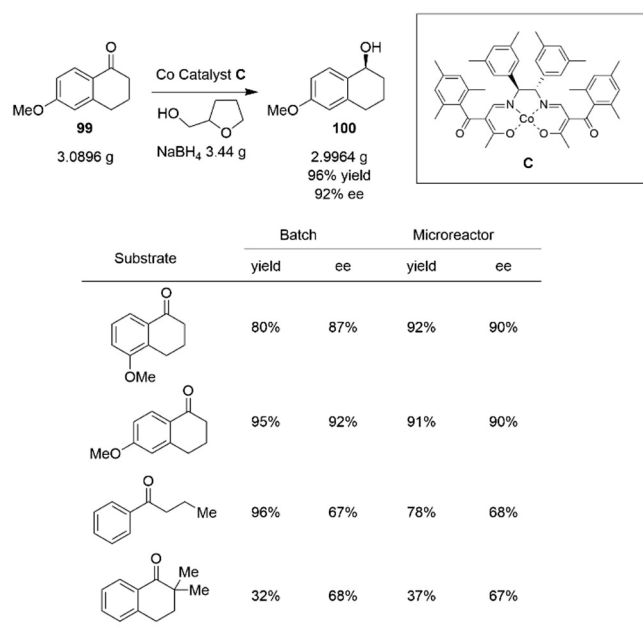 O
OH
Co Catalyst C
HO
O
MeO
MeO
99
100
3.0896 g
NaBH4 3.44 g
2.9964 g
96% yield
92% ee
N
N
Co
O
O
O
O
C
Batch
Microreactor
Substrate
yield
ee
yield
ee
O
OMe
80%
87%
92%
90%
O
MeO
95%
92%
91%
90%
O
Me
96%
67%
78%
68%
O
Me
Me
32%
68%
37%
67%